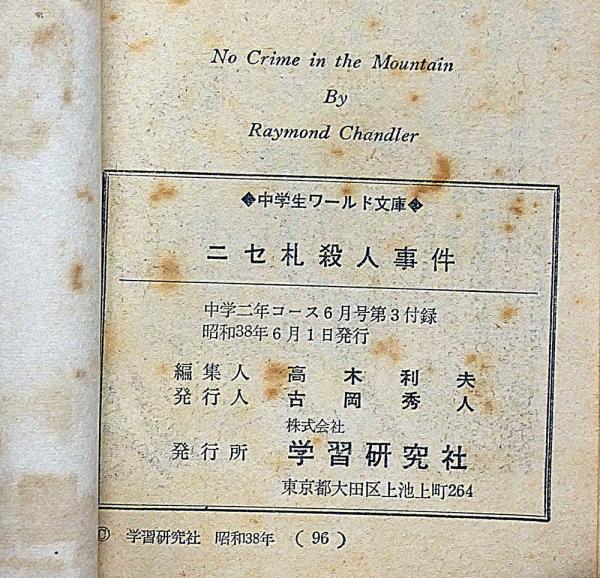 No Crime in the Mountain
By
Raymond Chandler
◆中学生ワールド文庫◆
ニセ札殺人事件
中学二年コース6月号第3付録
昭和38年6月1日発行
編集人 高木利夫
発行人 古岡秀人
株式会社
発行所 学習研究社
東京都大田区上池上町264
© 学習研究社 昭和38年 (96)